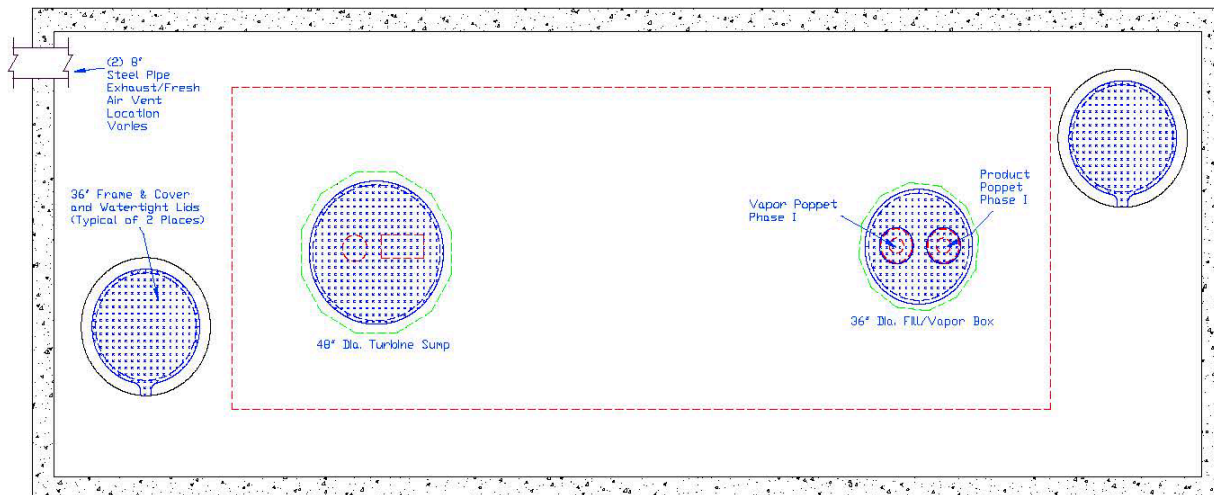 (2) 8"
Steel Pipe
Exhaust/Fresh
Air Vent
Location
Varies
36" Frame & Cover
and Watertight Lids
(Typical of 2 Places)
48" Dia. Turbine Sump
Vapor Poppet
Phase I
Product
Poppet
Phase I
36" Dia. Fill/Vapor Box